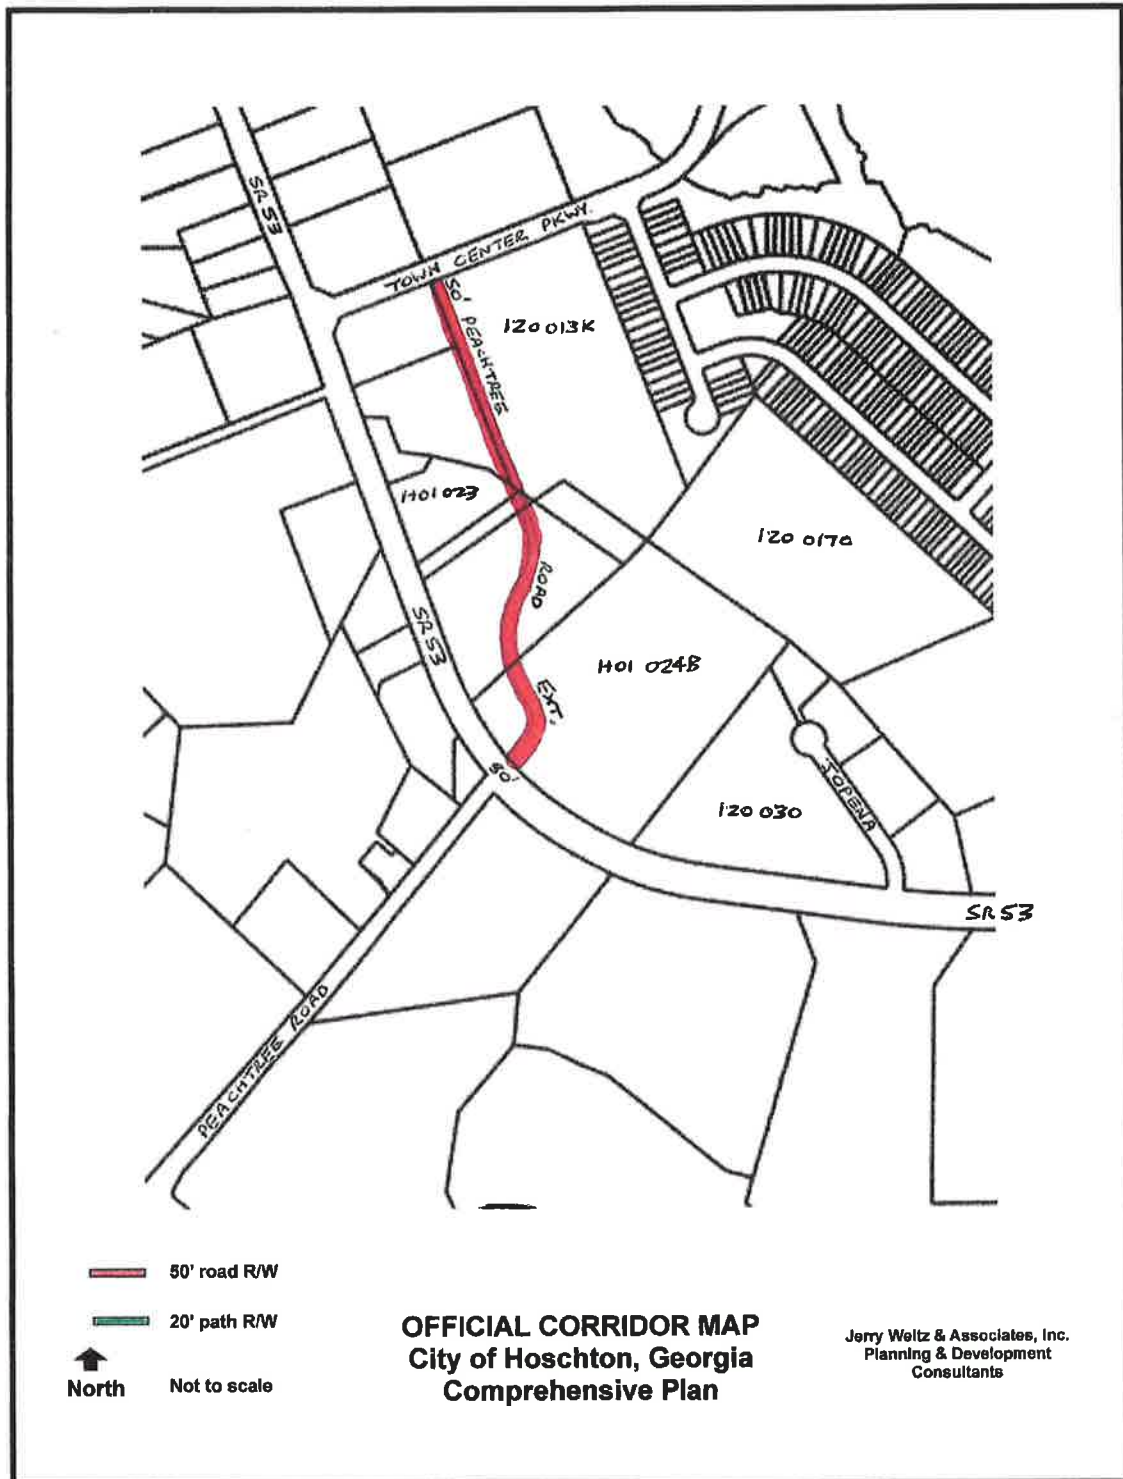 SR 53
TOWN CENTER PKWY.
50'
PEACHTREE
120 013K
H01 023
120 017A
ROAD
SR 53
H01 024B
EXT.
50'
JOPENA
120 030
SR 53
PEACHTREE ROAD
50' road R/W
20' path R/W
North
Not to scale
OFFICIAL CORRIDOR MAP
City of Hoschton, Georgia
Comprehensive Plan
Jerry Weitz & Associates, Inc.
Planning & Development
Consultants